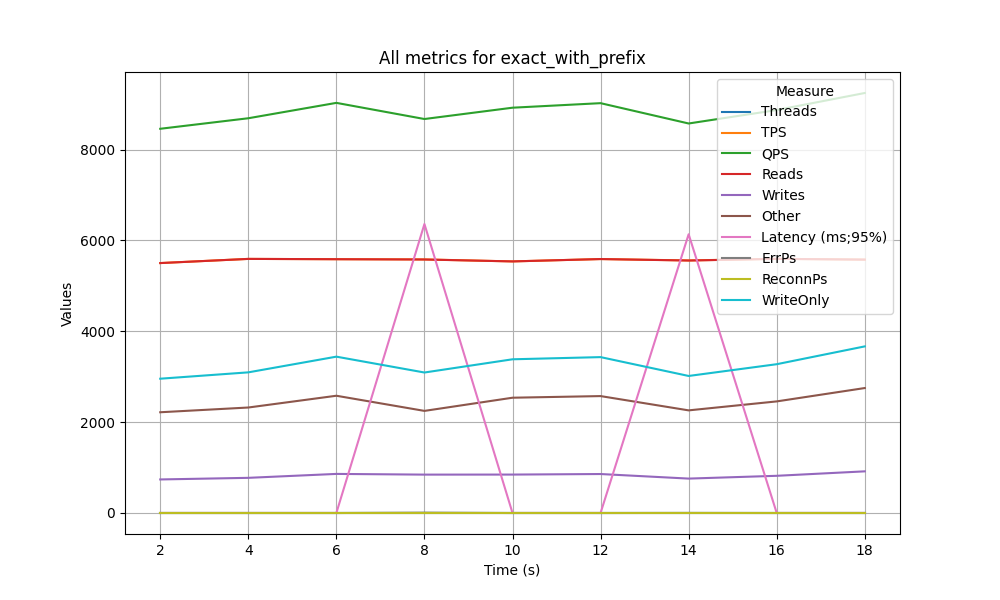 All metrics for exact_with_prefix
Measure
Threads
TPS
QPS
Reads
Writes
Other
Latency (ms;95%)
ErrPs
ReconnPs
WriteOnly
Values
8000
6000
4000
2000
0
2 4 6 8 10 12 14 16 18
Time (s)